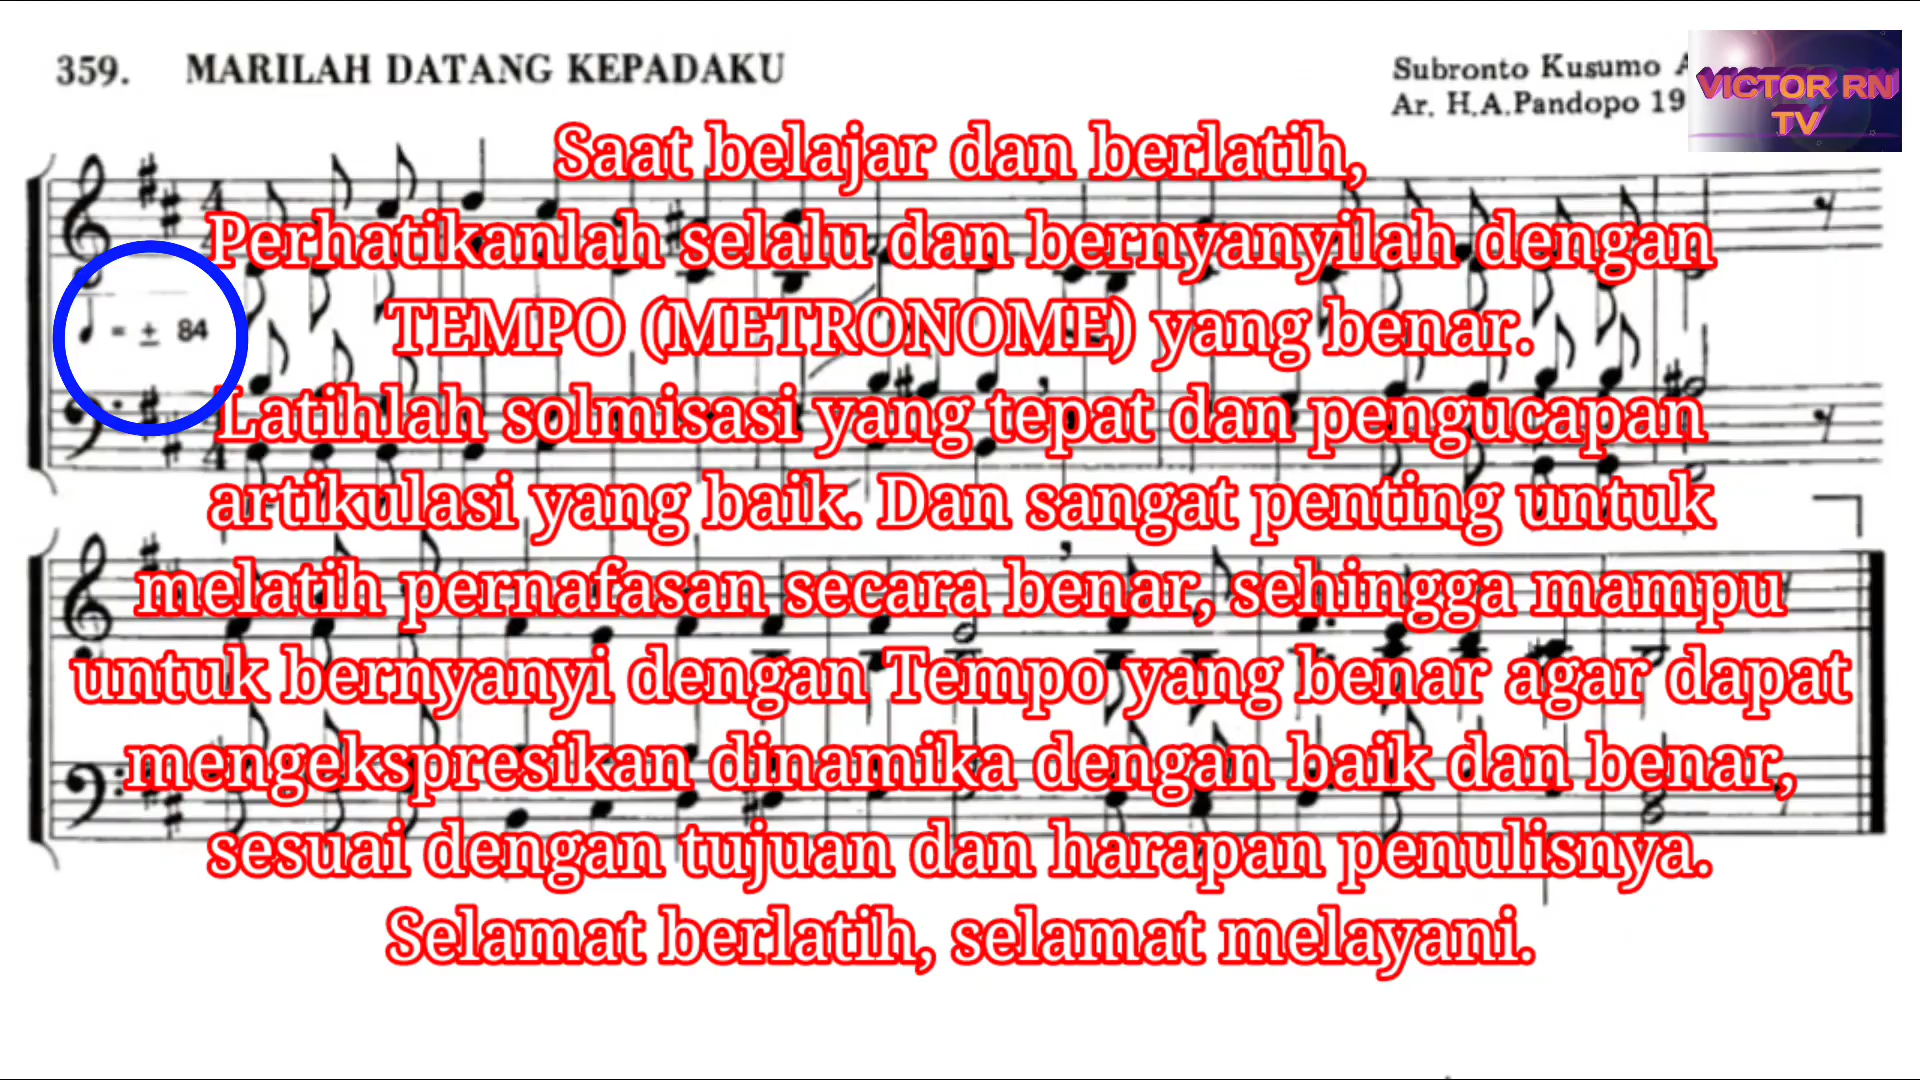 359. MARILAH DATANG KEPADAKU
Subronto Kusumo
Ar. H.A.Pandopo 19
VICTOR RN
TV
Saat belajar dan berlatih,
Perhatikanlah selalu dan bernyanyilah dengan
TEMPO (METRONOME) yang benar.
= ± 84
Latihlah solmisasi yang tepat dan pengucapan
artikulasi yang baik. Dan sangat penting untuk
melatih pernafasan secara benar, sehingga mampu
untuk bernyanyi dengan Tempo yang benar agar dapat
mengekspresikan dinamika dengan baik dan benar,
sesuai dengan tujuan dan harapan penulisnya.
Selamat berlatih, selamat melayani.